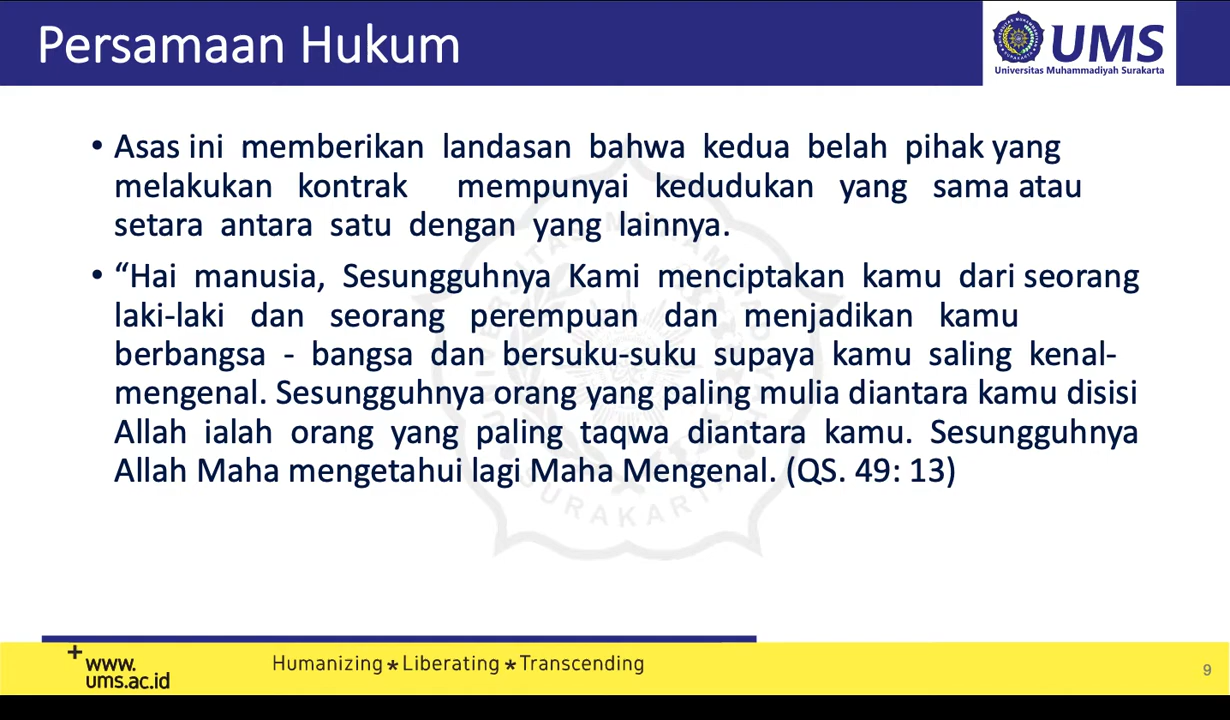 Persamaan Hukum
UMS
Universitas Muhammadiyah Surakarta
• Asas ini memberikan landasan bahwa kedua belah pihak yang
melakukan kontrak mempunyai kedudukan yang sama atau
setara antara satu dengan yang lainnya.
• “Hai manusia, Sesungguhnya Kami menciptakan kamu dari seorang
laki-laki dan seorang perempuan dan menjadikan kamu
berbangsa - bangsa dan bersuku-suku supaya kamu saling kenal-
mengenal. Sesungguhnya orang yang paling mulia diantara kamu disisi
Allah ialah orang yang paling taqwa diantara kamu. Sesungguhnya
Allah Maha mengetahui lagi Maha Mengenal. (QS. 49: 13)
SURAKARTA
+
www.
ums.ac.id
Humanizing * Liberating * Transcending
9